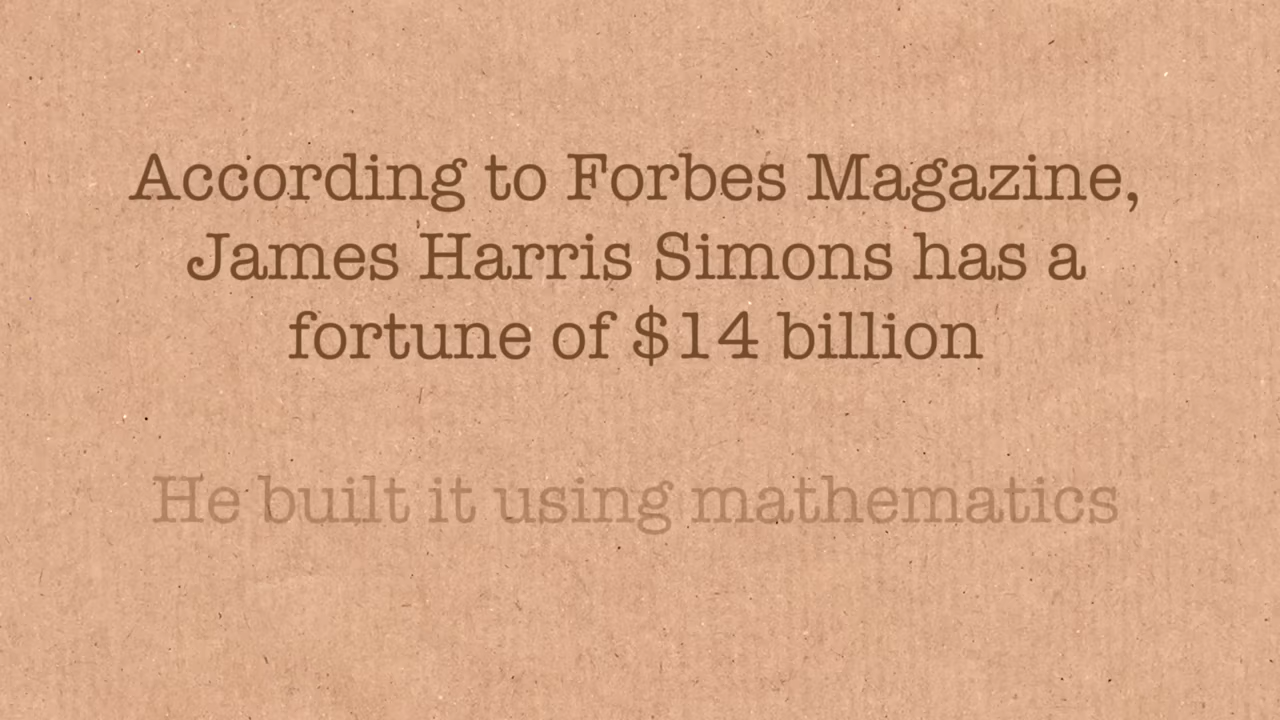 According to Forbes Magazine,
James Harris Simons has a
fortune of $14 billion
He built it using mathematics